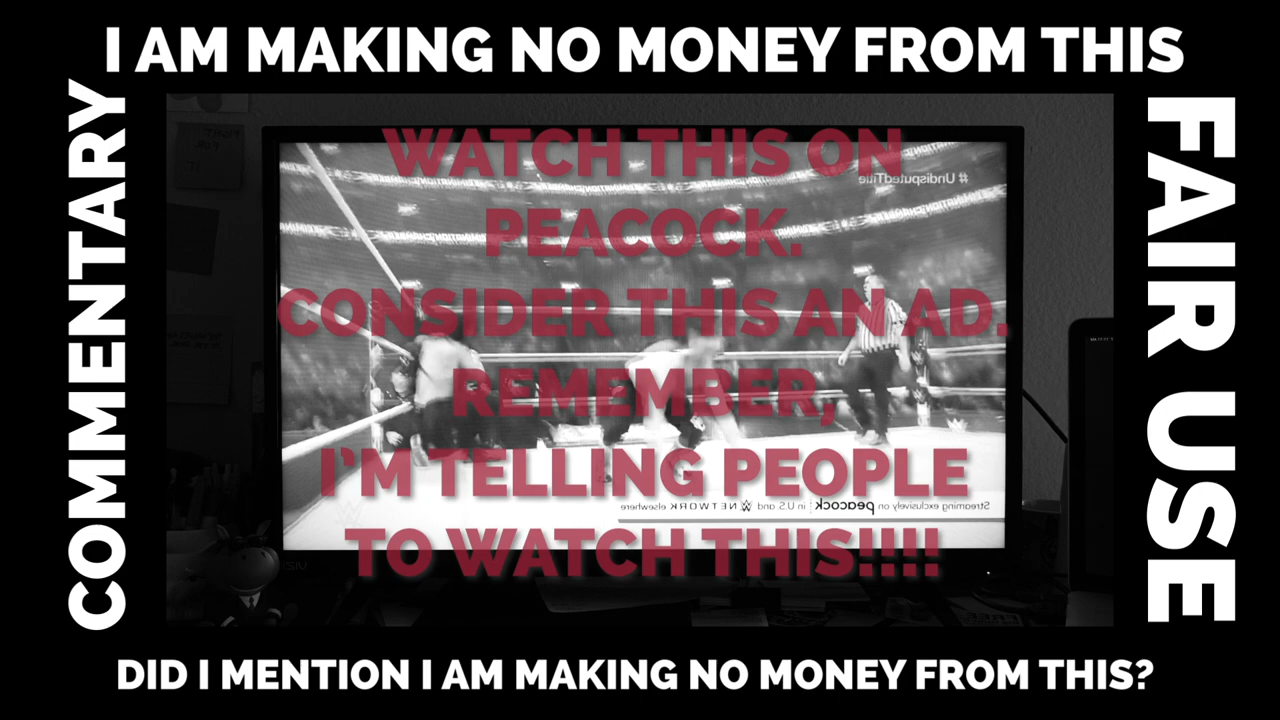 I AM MAKING NO MONEY FROM THIS
COMMENTARY
FAIR USE
WATCH THIS ON
PEACOCK.
CONSIDER THIS AN AD.
REMEMBER,
I'M TELLING PEOPLE
TO WATCH THIS!!!!
#UndisputedTitle
Streaming exclusively on peacock in U.S. and W NETWORK elsewhere
DID I MENTION I AM MAKING NO MONEY FROM THIS?